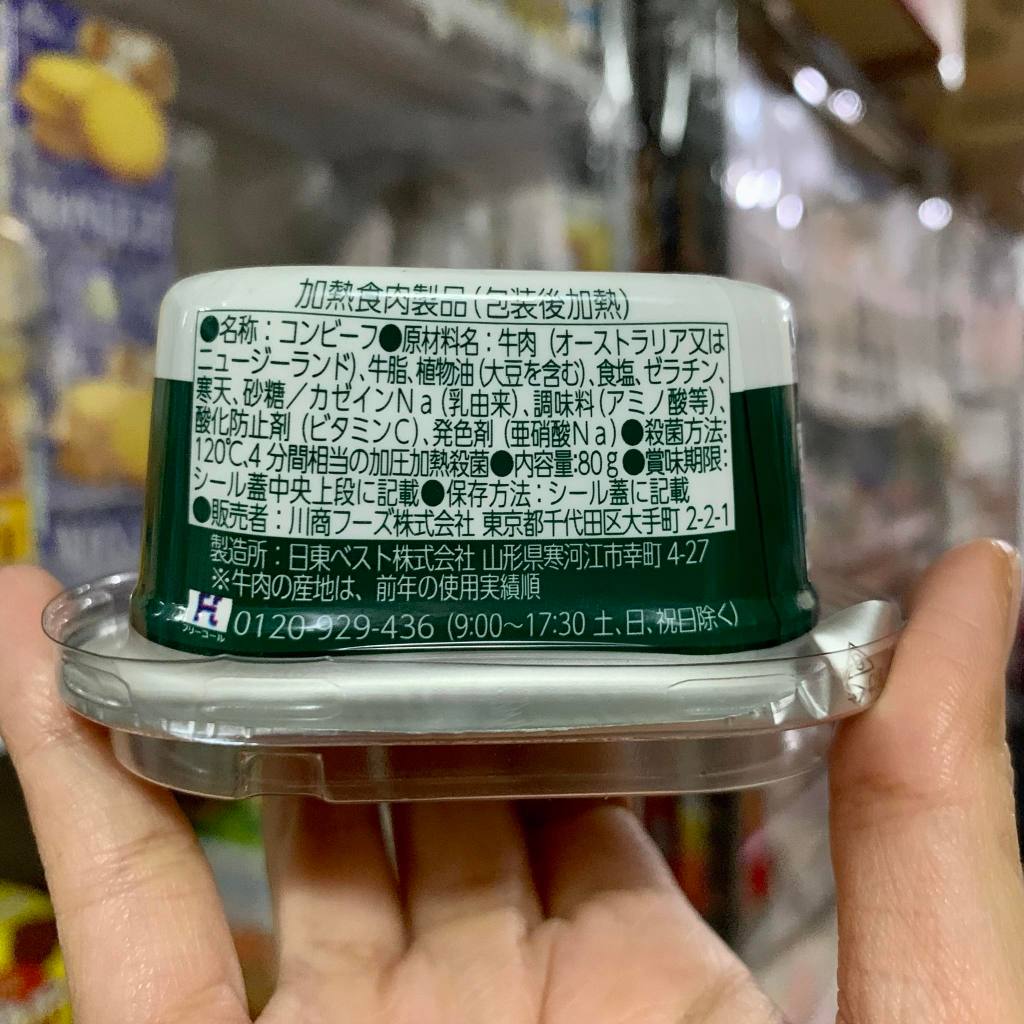 加熱食肉製品(包装後加熱)
●名称：コンビーフ●原材料名：牛肉（オーストラリア又は
ニュージーランド）、牛脂、植物油（大豆を含む）、食塩、ゼラチン、
寒天、砂糖／カゼインNa（乳由来）、調味料（アミノ酸等）、
酸化防止剤（ビタミンC）、発色剤（亜硝酸Na）●殺菌方法：
120℃、4分間相当の加圧加熱殺菌●内容量：80g●賞味期限：
シール蓋中央上段に記載●保存方法：シール蓋に記載
●販売者：川商フーズ株式会社 東京都千代田区大手町 2-2-1
製造所：日東ベスト株式会社 山形県寒河江市幸町 4-27
※牛肉の産地は、前年の使用実績順
フリーコール 0120-929-436 (9:00〜17:30 土、日、祝日除く)